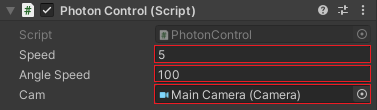 Photon Control (Script)
Script PhotonControl
Speed 5
Angle Speed 100
Cam Main Camera (Camera)